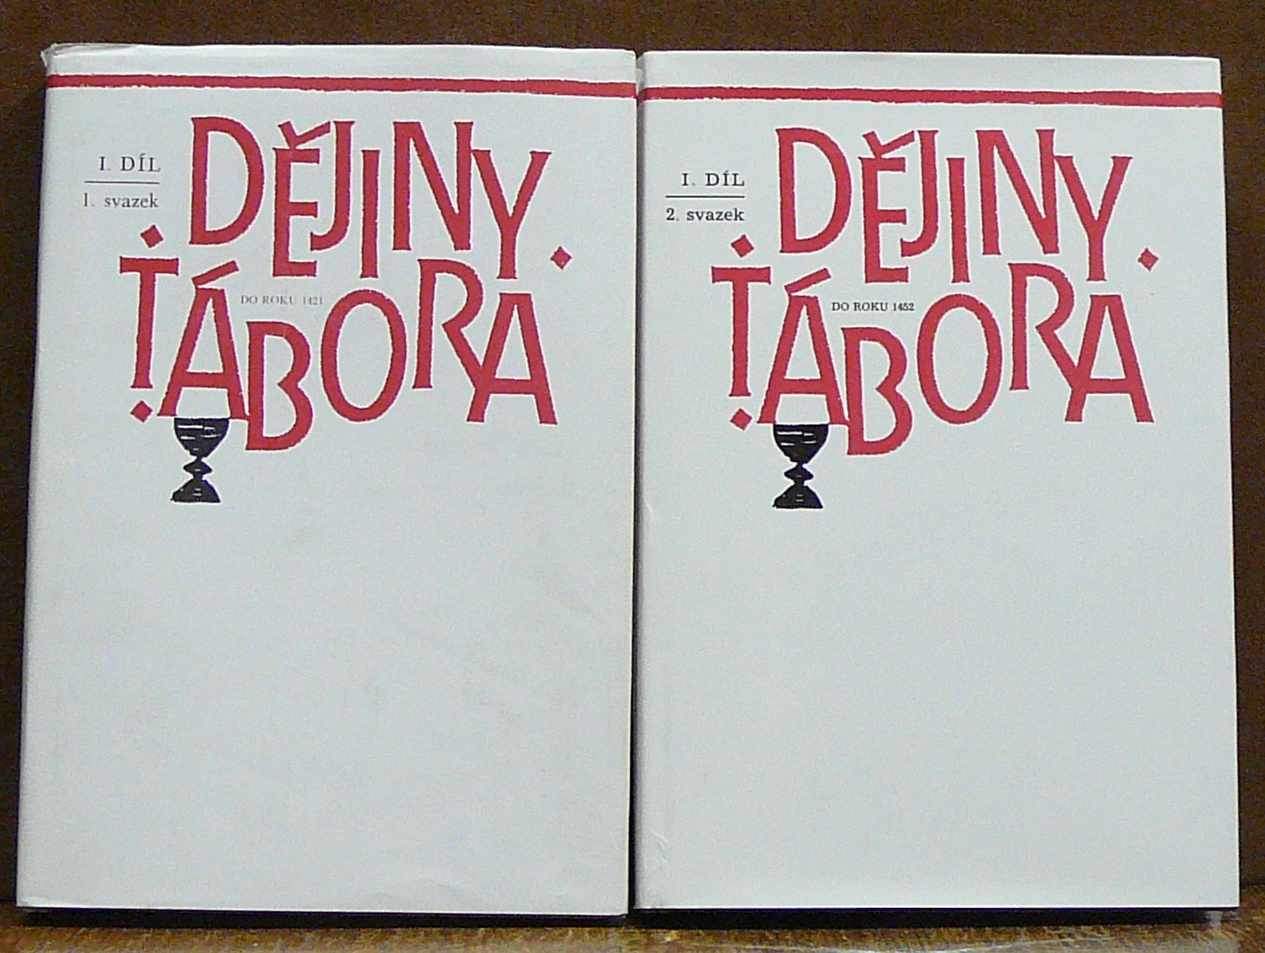 I. DÍL
1. svazek
DĚJINY
TÁBORA
DO ROKU 1421
I. DÍL
2. svazek
DĚJINY
TÁBORA
DO ROKU 1452